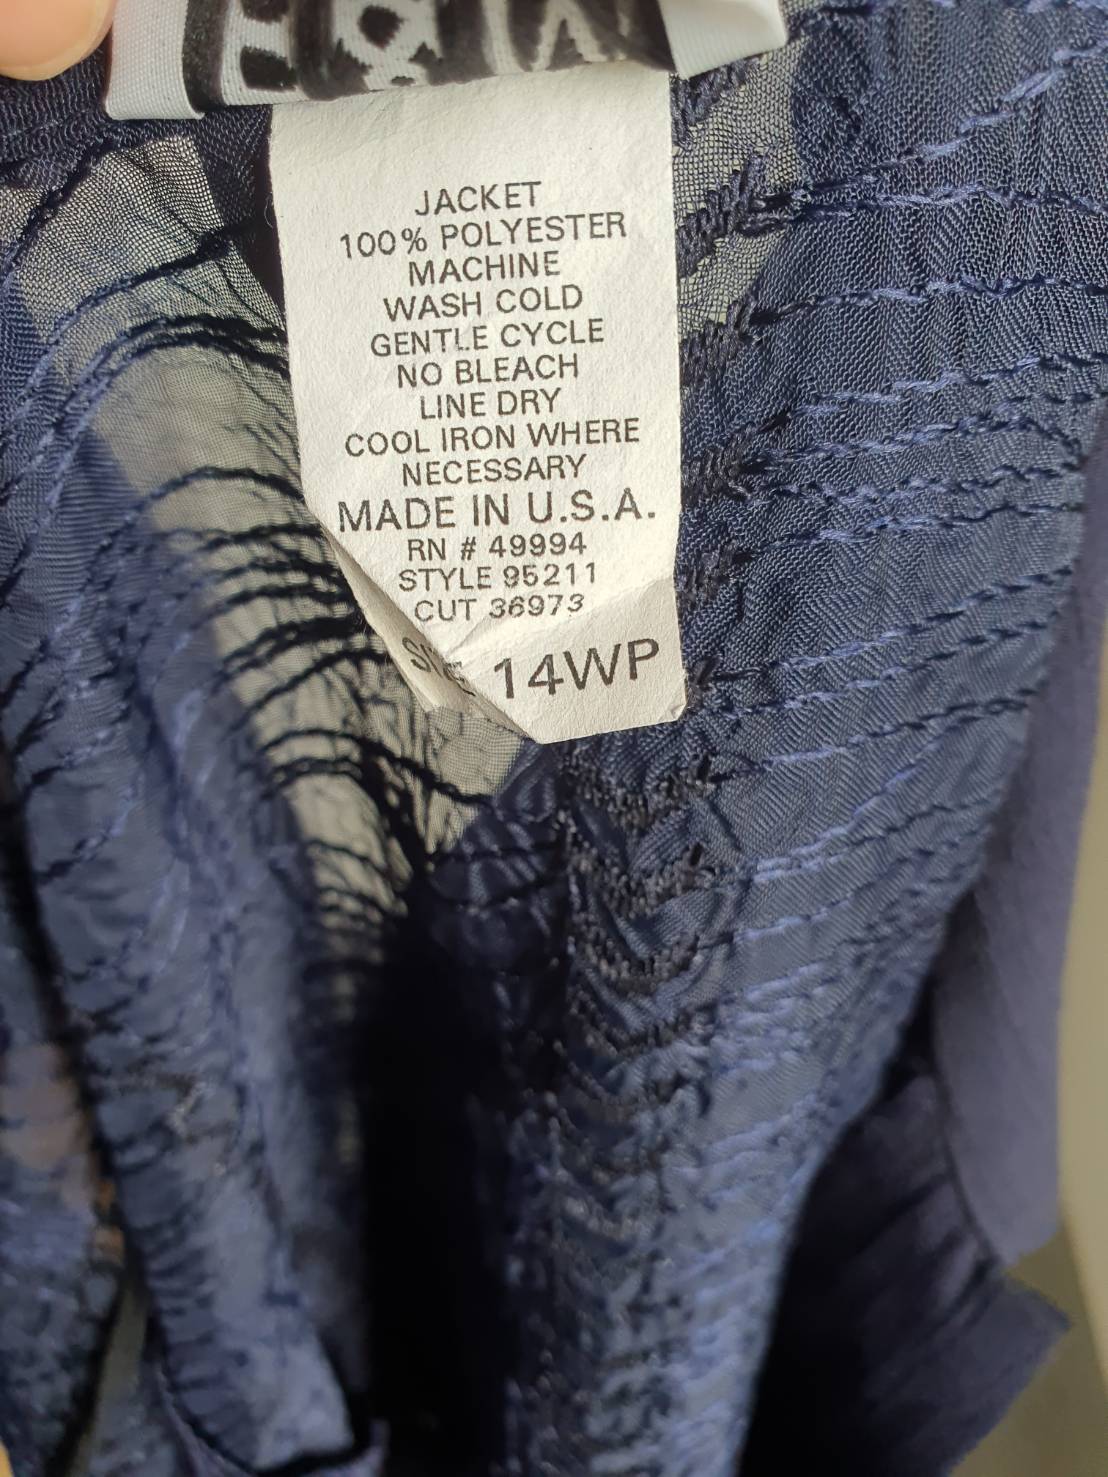 JACKET
100% POLYESTER
MACHINE
WASH COLD
GENTLE CYCLE
NO BLEACH
LINE DRY
COOL IRON WHERE
NECESSARY
MADE IN U.S.A.
RN # 49994
STYLE 95211
CUT 36973
SIZE 14WP